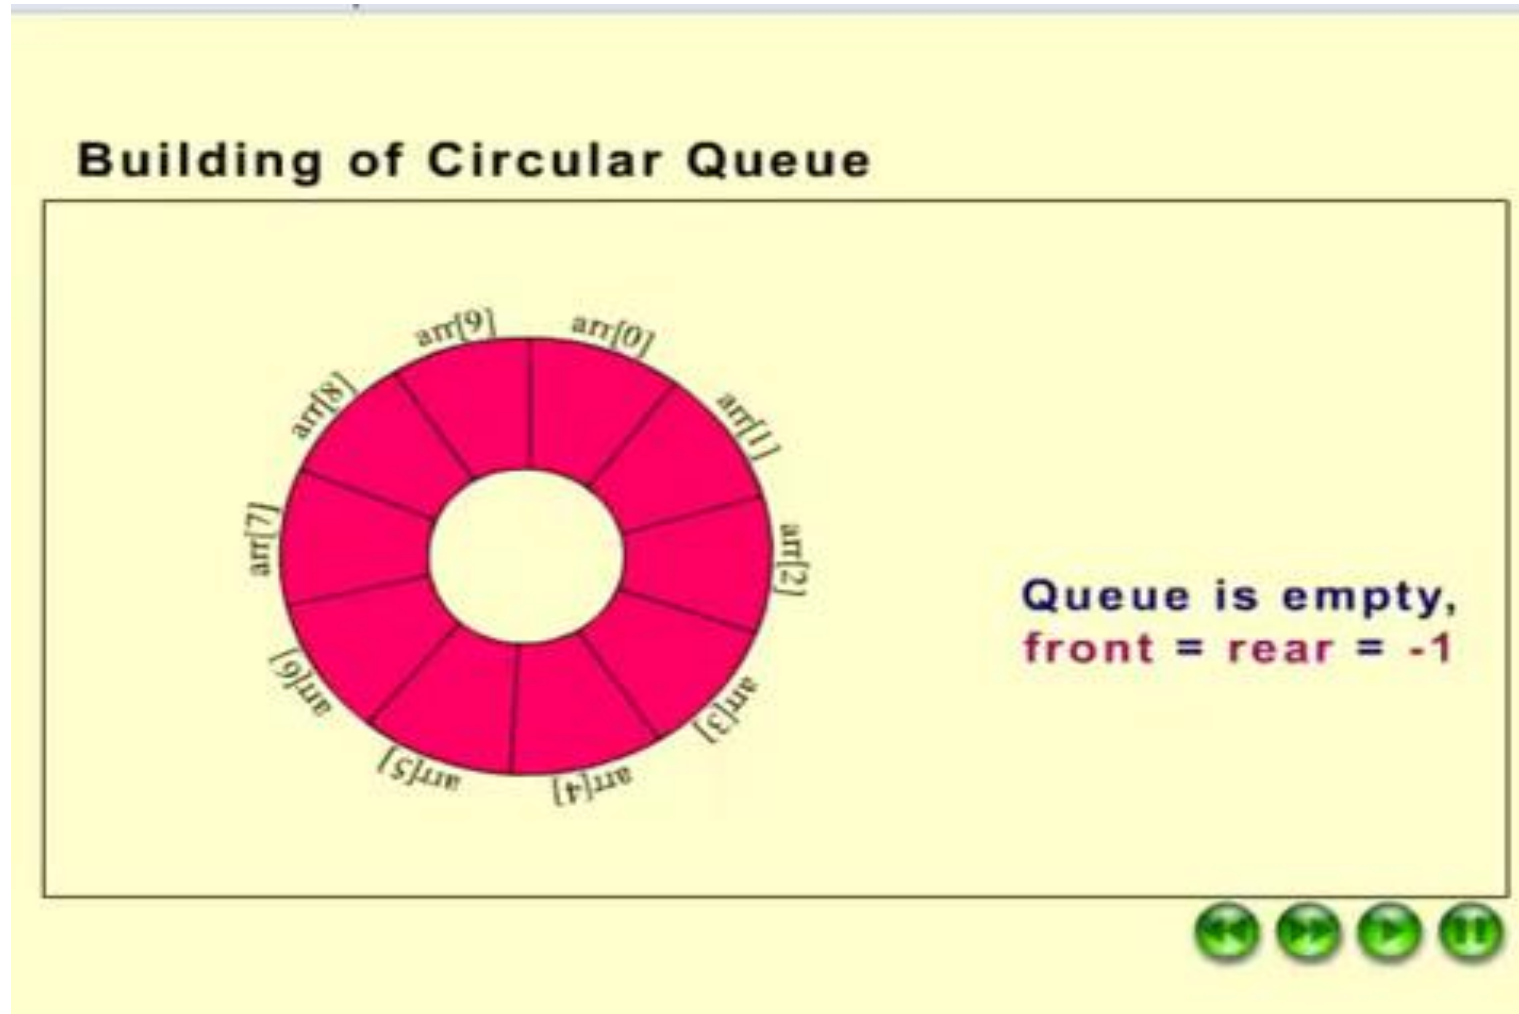 Building of Circular Queue
arr[0]
arr[1]
arr[2]
arr[3]
arr[4]
arr[5]
arr[6]
arr[7]
arr[8]
arr[9]
Queue is empty,
front = rear = -1